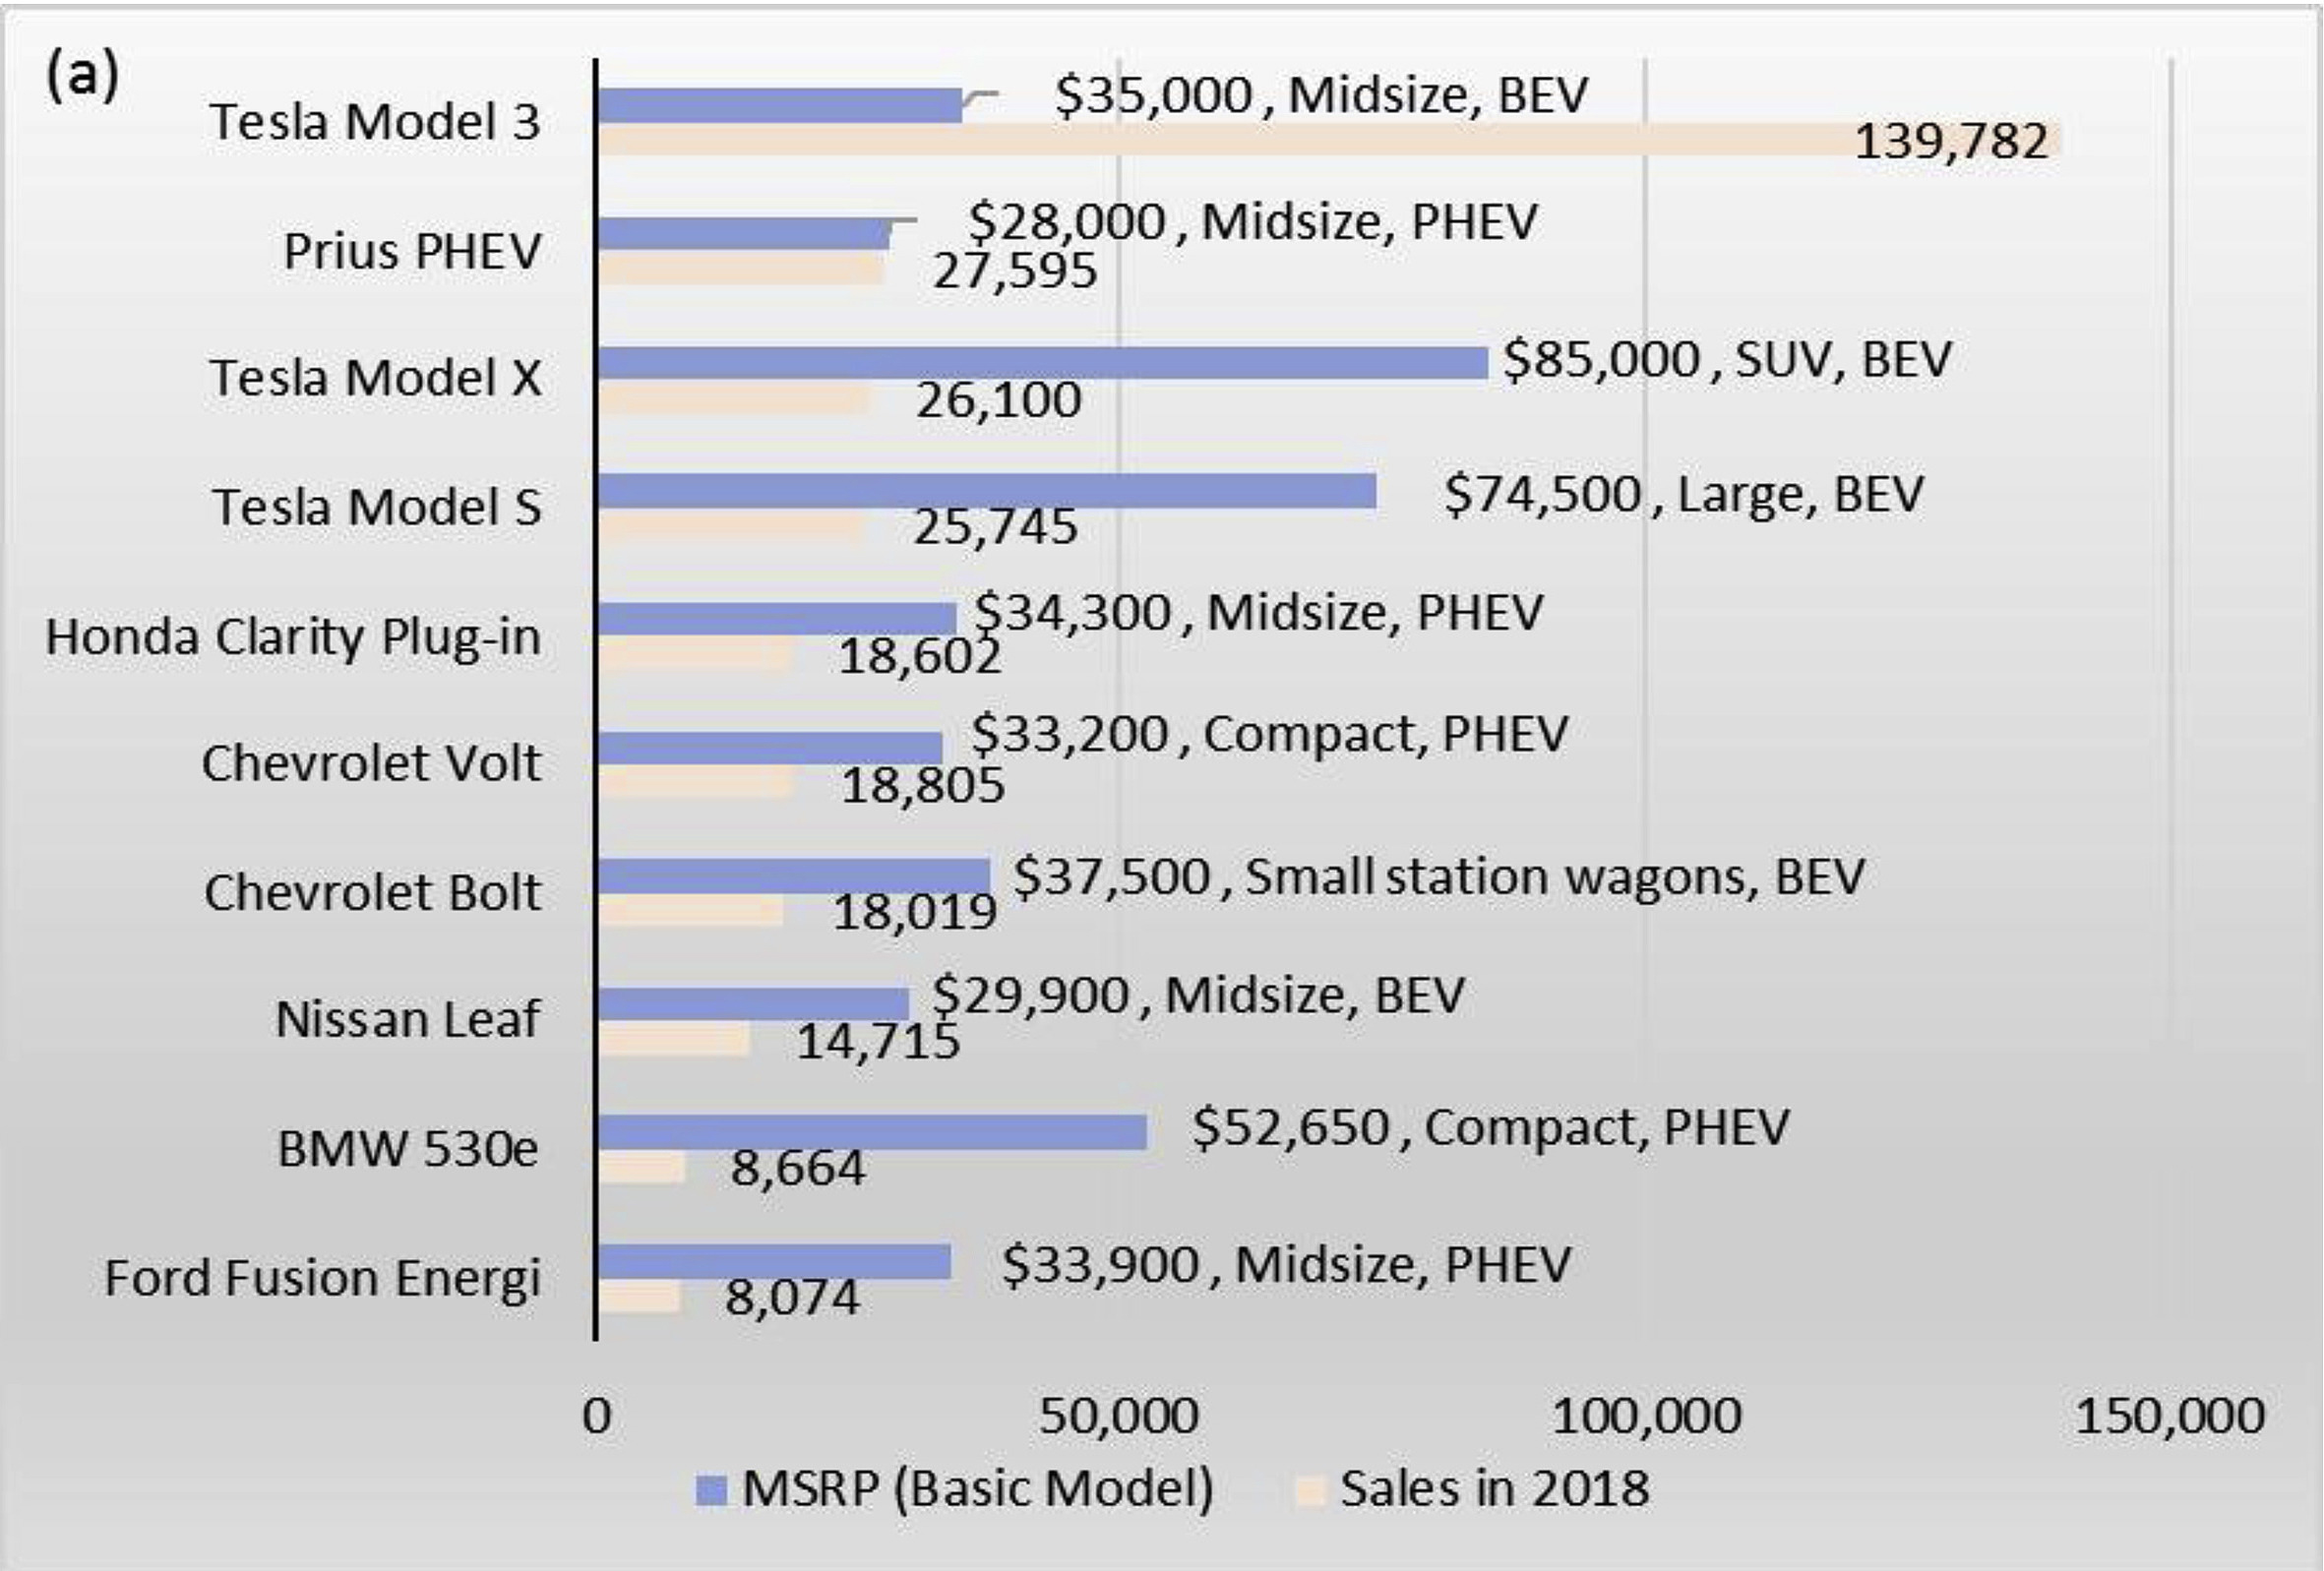 (a)
Tesla Model 3
$35,000 , Midsize, BEV
139,782
Prius PHEV
$28,000 , Midsize, PHEV
27,595
Tesla Model X
$85,000 , SUV, BEV
26,100
Tesla Model S
$74,500 , Large, BEV
25,745
Honda Clarity Plug-in
$34,300 , Midsize, PHEV
18,602
Chevrolet Volt
$33,200 , Compact, PHEV
18,805
Chevrolet Bolt
$37,500 , Small station wagons, BEV
18,019
Nissan Leaf
$29,900 , Midsize, BEV
14,715
BMW 530e
$52,650 , Compact, PHEV
8,664
Ford Fusion Energi
$33,900 , Midsize, PHEV
8,074
0 50,000 100,000 150,000
MSRP (Basic Model) Sales in 2018